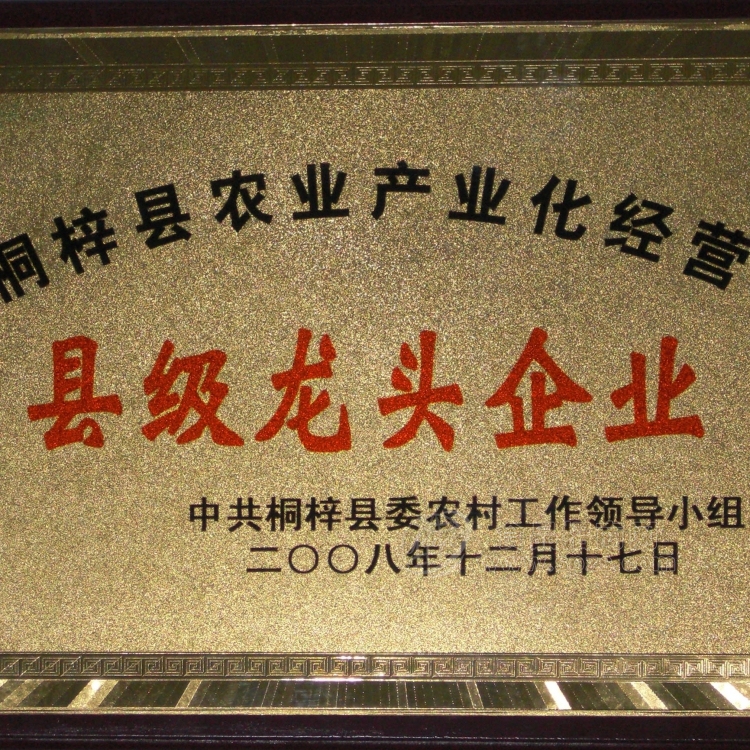 桐梓县农业产业化经营
县级龙头企业
中共桐梓县委农村工作领导小组
二〇〇八年十二月十七日